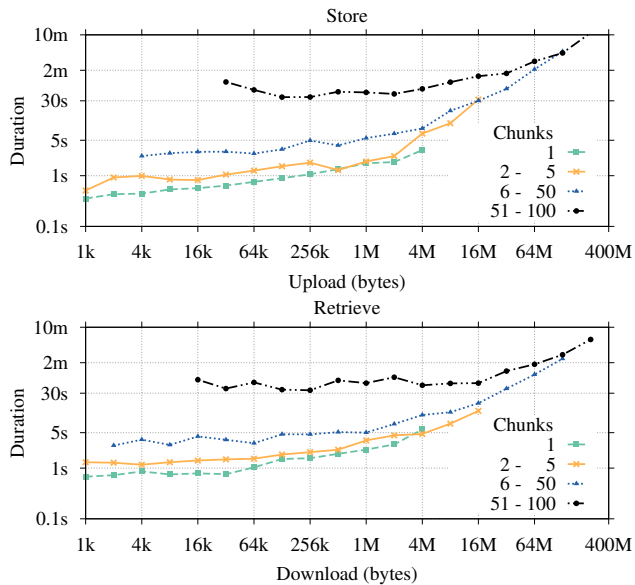 Store
10m
2m
30s
5s
1s
0.1s
Duration
Chunks
1
2 - 5
6 - 50
51 - 100
1k 4k 16k 64k 256k 1M 4M 16M 64M 400M
Upload (bytes)
Retrieve
10m
2m
30s
5s
1s
0.1s
Duration
Chunks
1
2 - 5
6 - 50
51 - 100
1k 4k 16k 64k 256k 1M 4M 16M 64M 400M
Download (bytes)